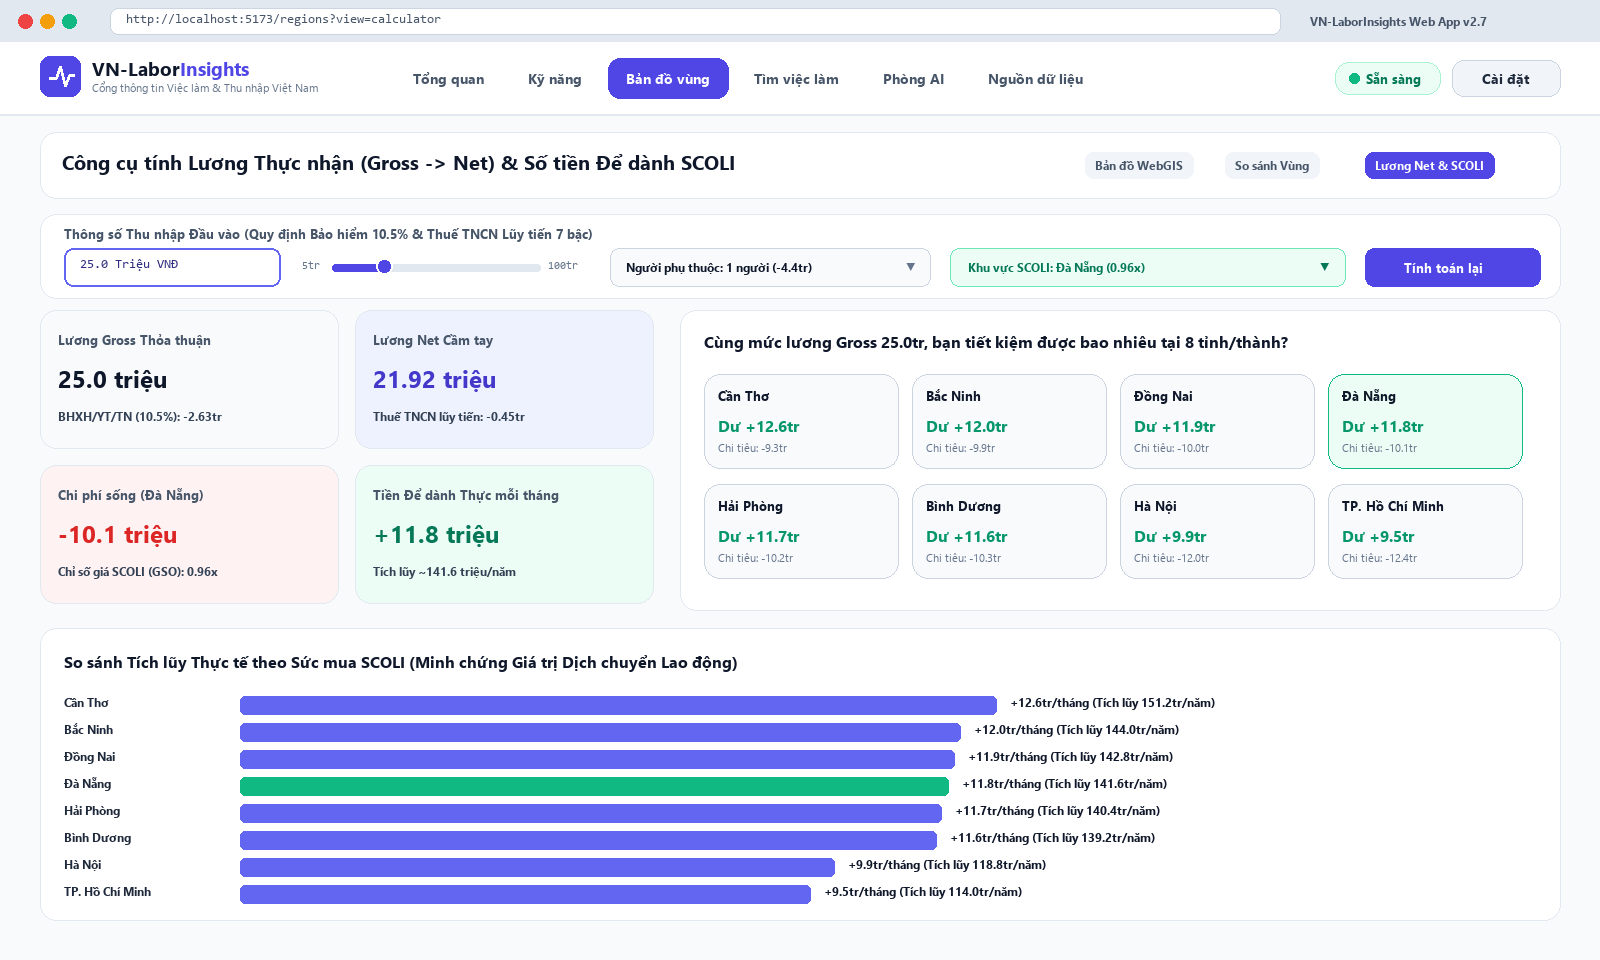 http://localhost:5173/regions?view=calculator
VN-LaborInsights Web App v2.7
VN-LaborInsights
Cổng thông tin Việc làm & Thu nhập Việt Nam
Tổng quan
Kỹ năng
Bản đồ vùng
Tìm việc làm
Phòng AI
Nguồn dữ liệu
Sẵn sàng
Cài đặt
Công cụ tính Lương Thực nhận (Gross -> Net) & Số tiền Để dành SCOLI
Bản đồ WebGIS
So sánh Vùng
Lương Net & SCOLI
Thông số Thu nhập Đầu vào (Quy định Bảo hiểm 10.5% & Thuế TNCN Lũy tiến 7 bậc)
25.0 Triệu VNĐ
5tr
100tr
Người phụ thuộc: 1 người (-4.4tr)
▼
Khu vực SCOLI: Đà Nẵng (0.96x)
▼
Tính toán lại
Lương Gross Thỏa thuận
25.0 triệu
BHXH/YT/TN (10.5%): -2.63tr
Lương Net Cầm tay
21.92 triệu
Thuế TNCN lũy tiến: -0.45tr
Chi phí sống (Đà Nẵng)
-10.1 triệu
Chỉ số giá SCOLI (GSO): 0.96x
Tiền Để dành Thực mỗi tháng
+11.8 triệu
Tích lũy ~141.6 triệu/năm
Cùng mức lương Gross 25.0tr, bạn tiết kiệm được bao nhiêu tại 8 tỉnh/thành?
Cần Thơ
Dư +12.6tr
Chi tiêu: -9.3tr
Bắc Ninh
Dư +12.0tr
Chi tiêu: -9.9tr
Đồng Nai
Dư +11.9tr
Chi tiêu: -10.0tr
Đà Nẵng
Dư +11.8tr
Chi tiêu: -10.1tr
Hải Phòng
Dư +11.7tr
Chi tiêu: -10.2tr
Bình Dương
Dư +11.6tr
Chi tiêu: -10.3tr
Hà Nội
Dư +9.9tr
Chi tiêu: -12.0tr
TP. Hồ Chí Minh
Dư +9.5tr
Chi tiêu: -12.4tr
So sánh Tích lũy Thực tế theo Sức mua SCOLI (Minh chứng Giá trị Dịch chuyển Lao động)
Cần Thơ +12.6tr/tháng (Tích lũy 151.2tr/năm)
Bắc Ninh +12.0tr/tháng (Tích lũy 144.0tr/năm)
Đồng Nai +11.9tr/tháng (Tích lũy 142.8tr/năm)
Đà Nẵng +11.8tr/tháng (Tích lũy 141.6tr/năm)
Hải Phòng +11.7tr/tháng (Tích lũy 140.4tr/năm)
Bình Dương +11.6tr/tháng (Tích lũy 139.2tr/năm)
Hà Nội +9.9tr/tháng (Tích lũy 118.8tr/năm)
TP. Hồ Chí Minh +9.5tr/tháng (Tích lũy 114.0tr/năm)